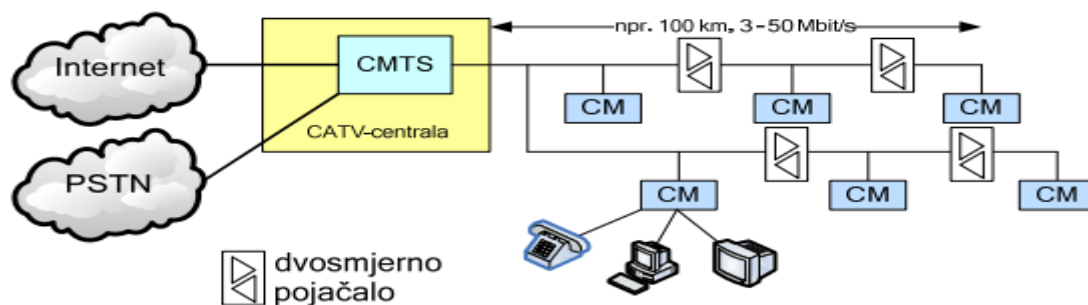 npr. 100 km, 3-50 Mbit/s
Internet
CMTS
CATV-centrala
PSTN
CM
CM
CM
CM
CM
CM
dvosmjerno
pojačalo